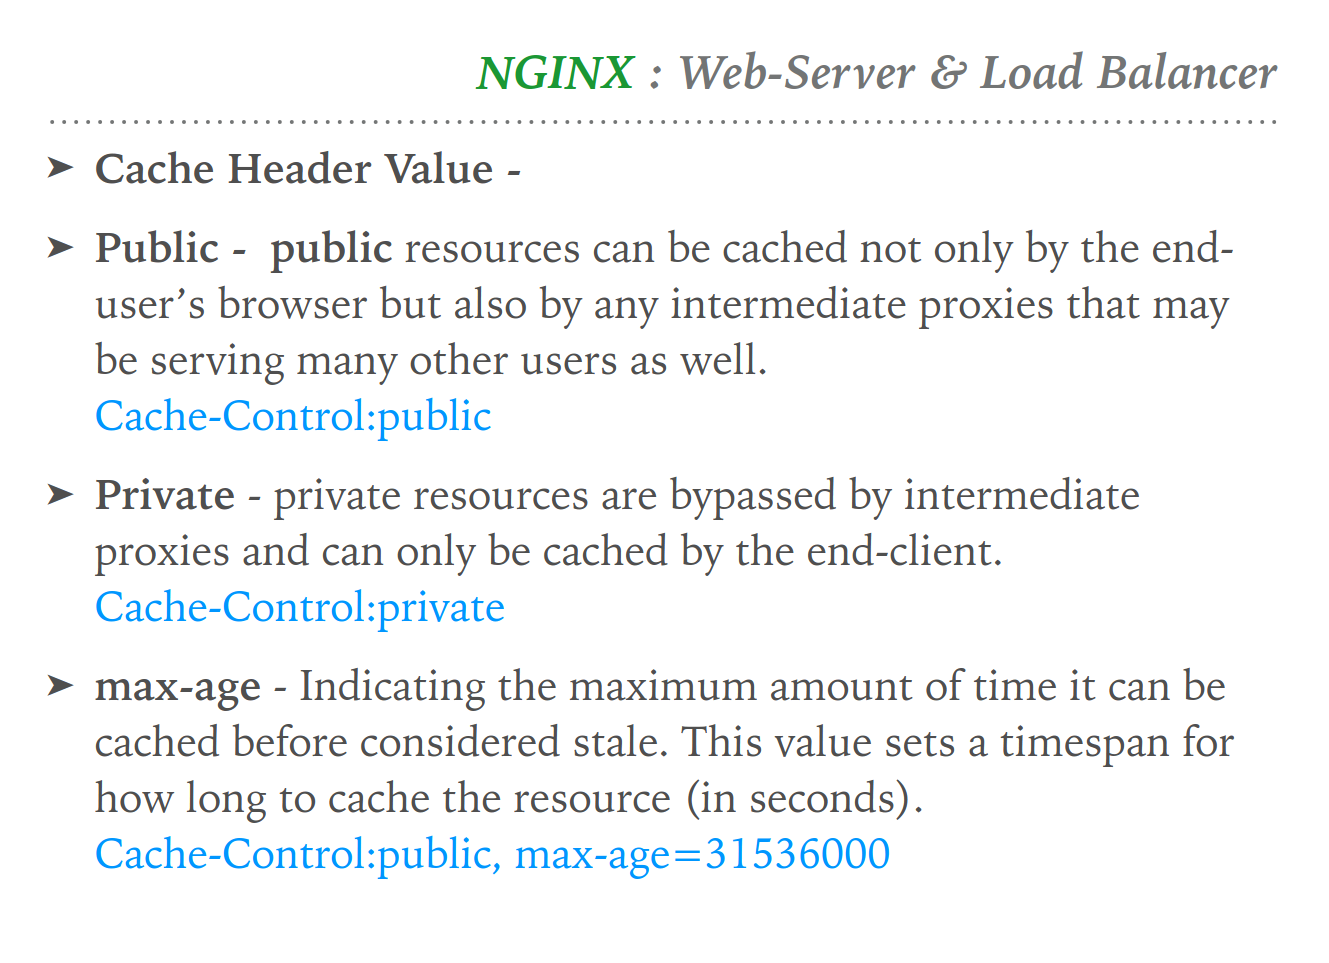 NGINX : Web-Server & Load Balancer
➤ Cache Header Value -
➤ Public - public resources can be cached not only by the end-
user’s browser but also by any intermediate proxies that may
be serving many other users as well.
Cache-Control:public
➤ Private - private resources are bypassed by intermediate
proxies and can only be cached by the end-client.
Cache-Control:private
➤ max-age - Indicating the maximum amount of time it can be
cached before considered stale. This value sets a timespan for
how long to cache the resource (in seconds).
Cache-Control:public, max-age=31536000